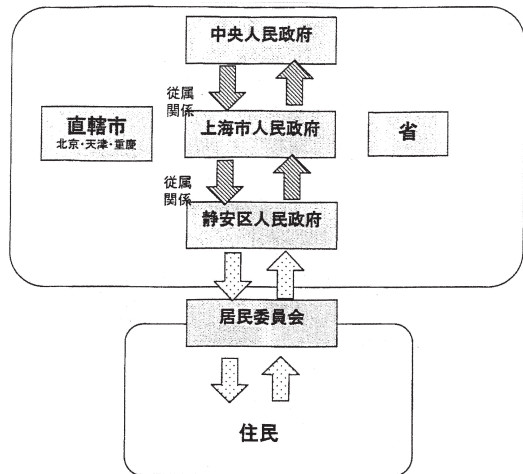 中央人民政府
従属
関係
直轄市
北京・天津・重慶
上海市人民政府
省
従属
関係
静安区人民政府
居民委員会
住民